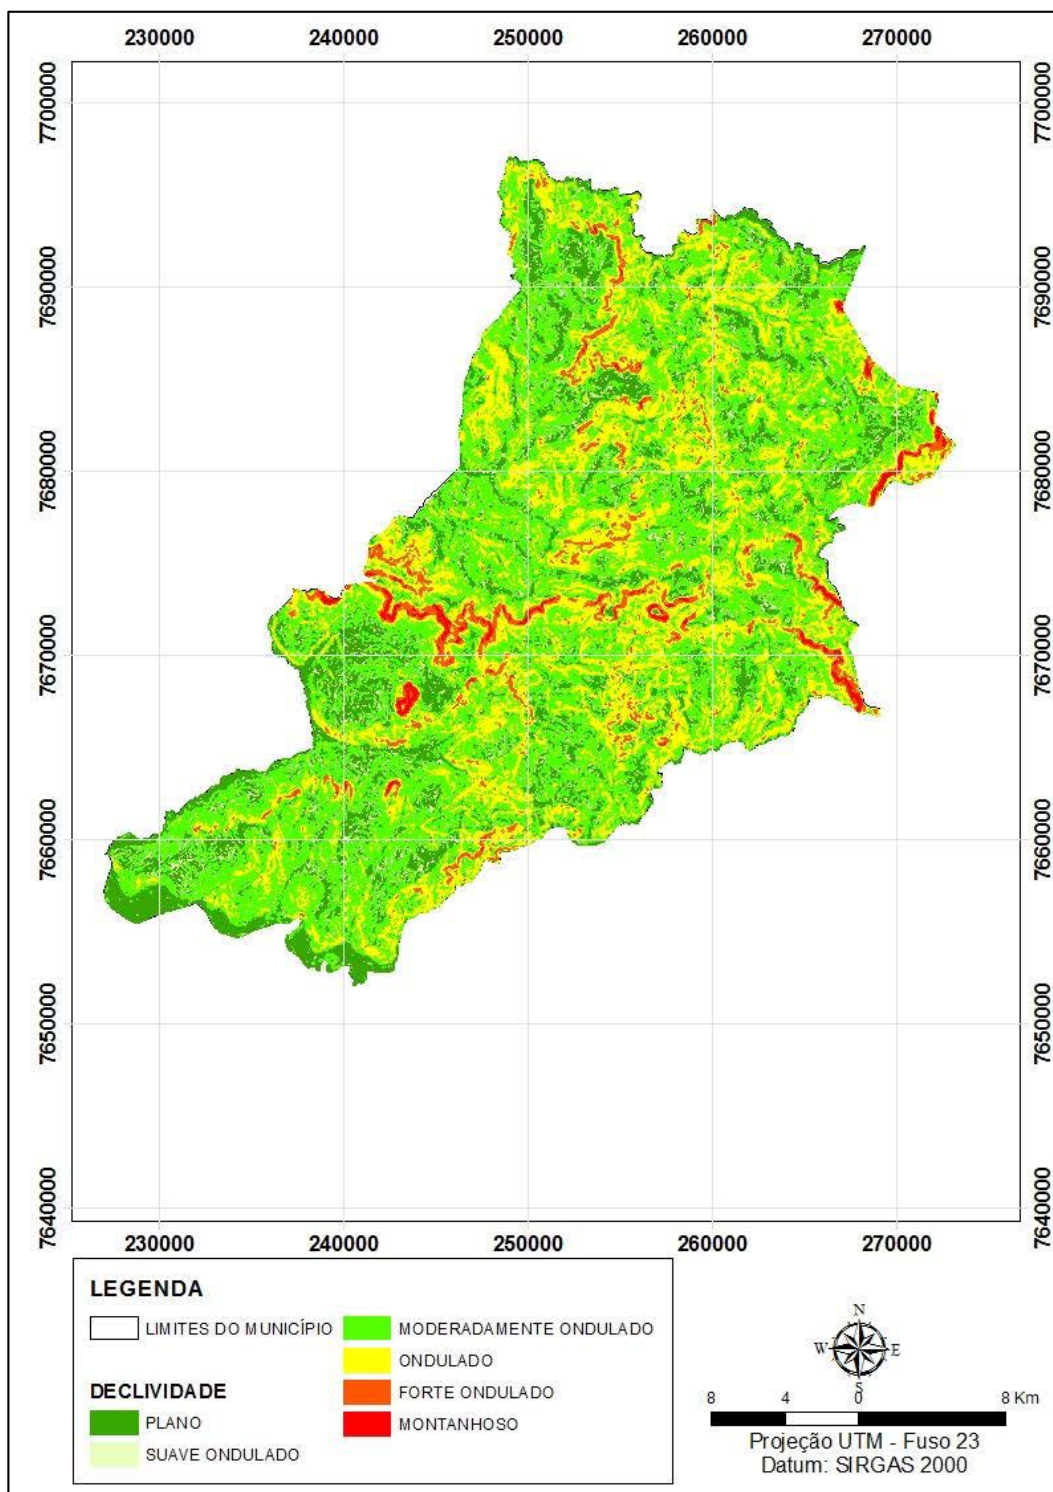 230000 240000 250000 260000 270000
7700000 7700000
7690000 7690000
7680000 7680000
7670000 7670000
7660000 7660000
7650000 7650000
7640000 7640000
230000 240000 250000 260000 270000
LEGENDA
LIMITES DO MUNICÍPIO
DECLIVIDADE
PLANO
SUAVE ONDULADO
MODERADAMENTE ONDULADO
ONDULADO
FORTE ONDULADO
MONTANHOSO
N
W E
S
8 4 0 8 Km
Projeção UTM - Fuso 23
Datum: SIRGAS 2000